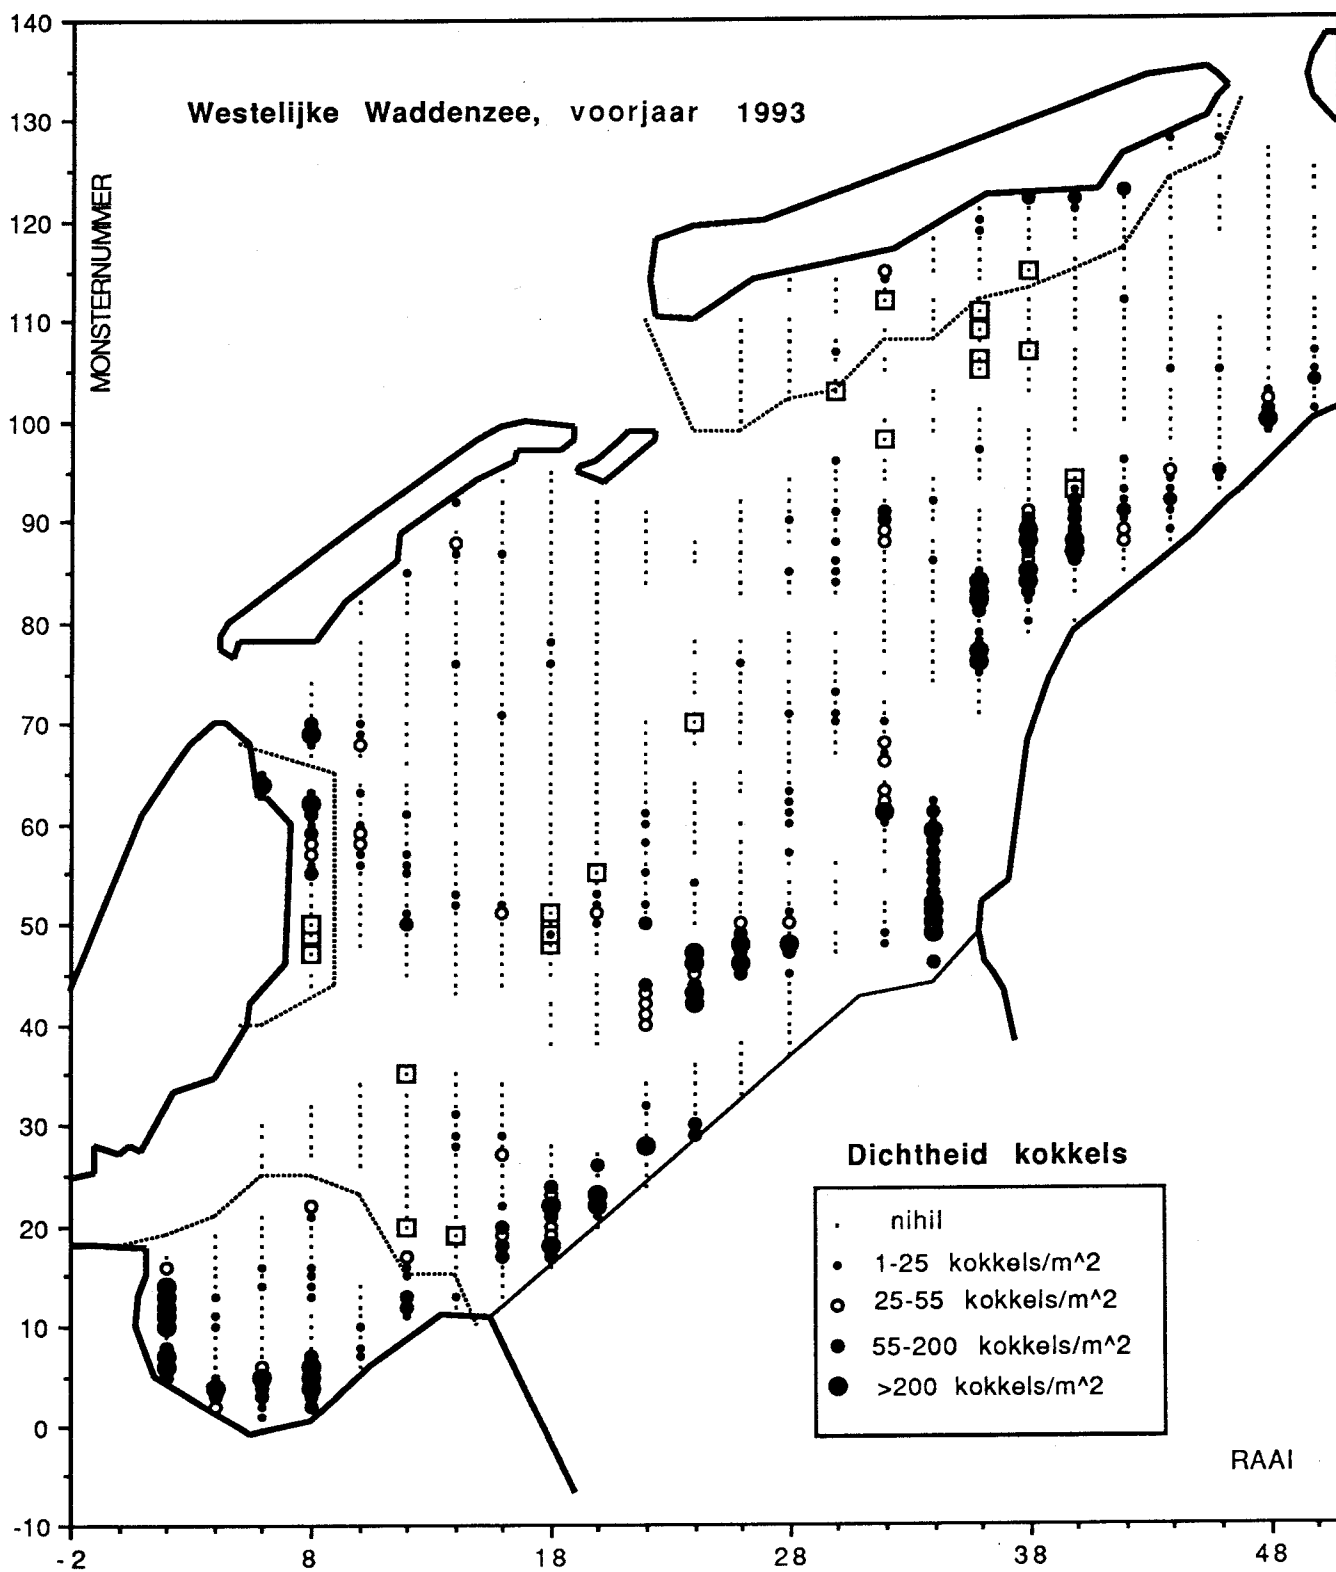 Westelijke Waddenzee, voorjaar 1993
MONSTERNUMMER
140
130
120
110
100
90
80
70
60
50
40
30
20
10
0
-10
-2 8 18 28 38 48
RAAI
Dichtheid kokkels
nihil
1-25 kokkels/m^2
25-55 kokkels/m^2
55-200 kokkels/m^2
>200 kokkels/m^2